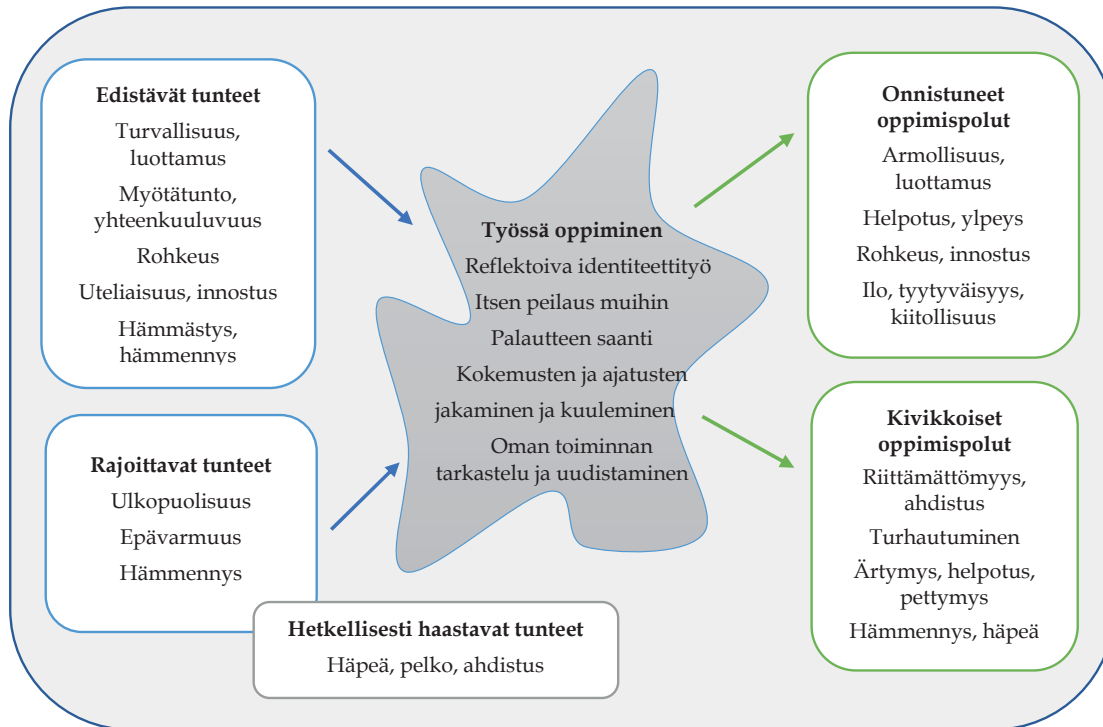 Edistävät tunteet
Turvallisuus,
luottamus
Myötätunto,
yhteenkuuluvuus
Rohkeus
Uteliaisuus, innostus
Hämmästys,
hämmennys
Rajoittavat tunteet
Ulkopuolisuus
Epävarmuus
Hämmennys
Hetkellisesti haastavat tunteet
Häpeä, pelko, ahdistus
Työssä oppiminen
Reflektoiva identiteettityö
Itsen peilaus muihin
Palautteen saanti
Kokemusten ja ajatusten
jakaminen ja kuuleminen
Oman toiminnan
tarkastelu ja uudistaminen
Onnistuneet
oppimispolut
Armollisuus,
luottamus
Helpotus, ylpeys
Rohkeus, innostus
Ilo, tyytyväisyys,
kiitollisuus
Kivikkoiset
oppimispolut
Riittämättömyys,
ahdistus
Turhautuminen
Ärtymys, helpotus,
pettymys
Hämmennys, häpeä